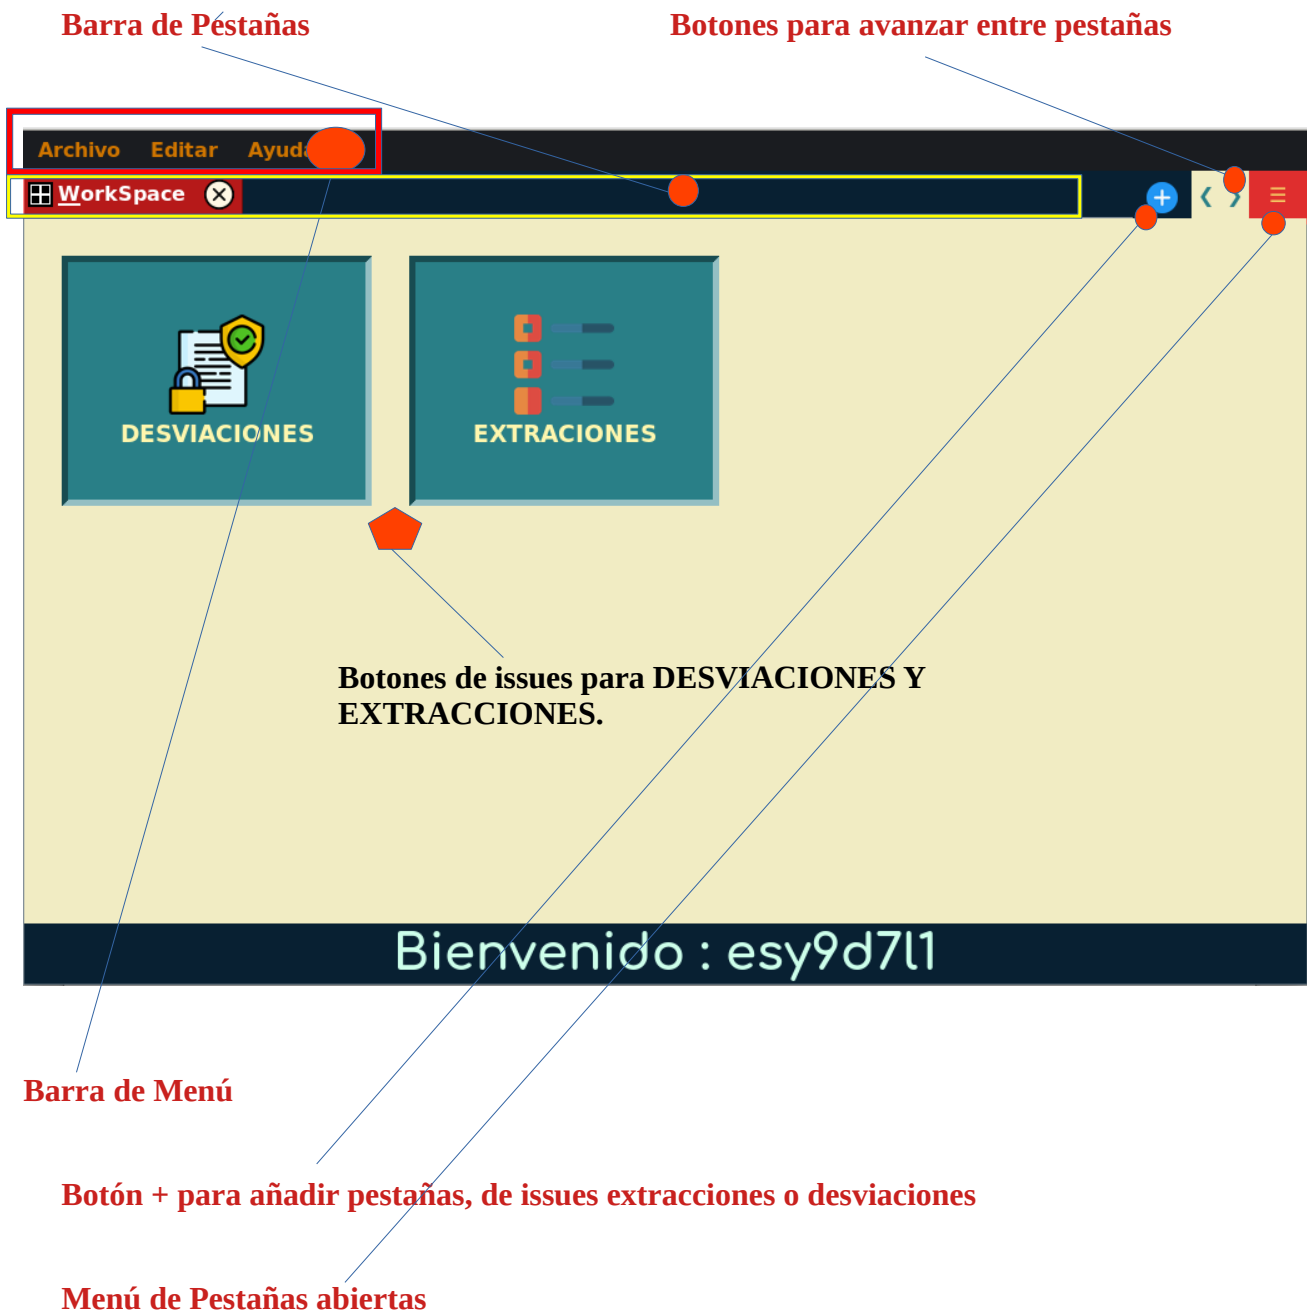 Barra de Pestañas
Botones para avanzar entre pestañas
Archivo Editar Ayuda
WorkSpace
DESVIACIONES
EXTRACIONES
Botones de issues para DESVIACIONES Y
EXTRACCIONES.
Bienvenido : esy9d7l1
Barra de Menú
Botón + para añadir pestañas, de issues extracciones o desviaciones
Menú de Pestañas abiertas